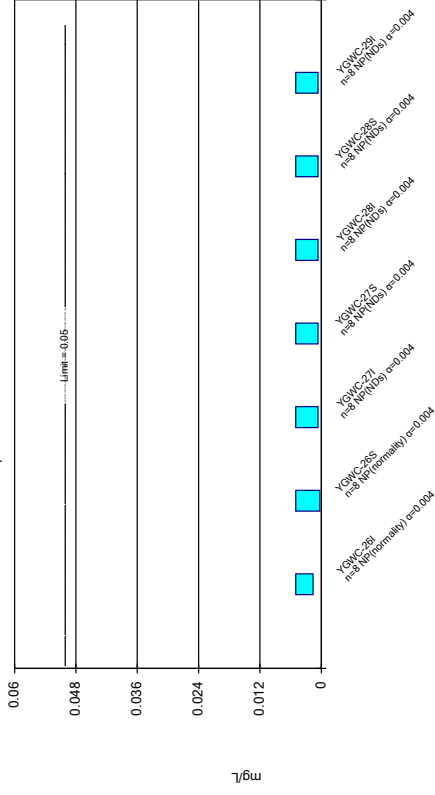 0.06
0.048
0.036
0.024
0.012
0
mg/L
Limit = 0.05
YGWC-26I
n=8 NP(normality) α=0.004
YGWC-26S
n=8 NP(normality) α=0.004
YGWC-27I
n=8 NP(NDs) α=0.004
YGWC-27S
n=8 NP(NDs) α=0.004
YGWC-28I
n=8 NP(NDs) α=0.004
YGWC-28S
n=8 NP(NDs) α=0.004
YGWC-29I
n=8 NP(NDs) α=0.004